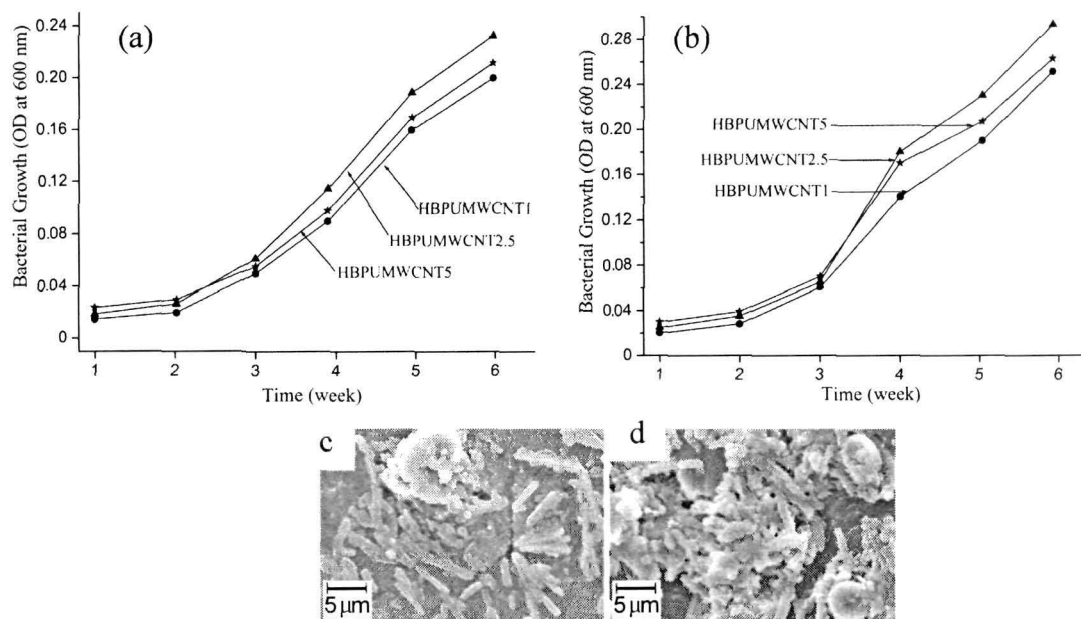 (a)
Bacterial Growth (OD at 600 nm)
0.24
0.20
0.16
0.12
0.08
0.04
0
HBPUMWCNT1
HBPUMWCNT2.5
HBPUMWCNT5
1 2 3 4 5 6
Time (week)
(b)
Bacterial Growth (OD at 600 nm)
0.28
0.24
0.20
0.16
0.12
0.08
0.04
0
HBPUMWCNT5
HBPUMWCNT2.5
HBPUMWCNT1
1 2 3 4 5 6
Time (week)
c
5 µm
d
5 µm